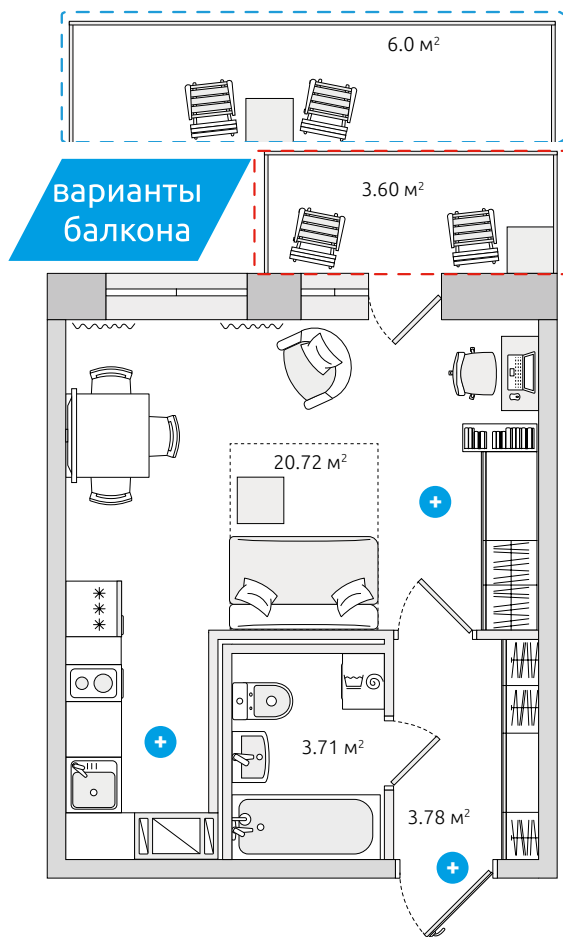 6.0 м²
варианты
балкона
3.60 м²
20.72 м²
3.71 м²
3.78 м²